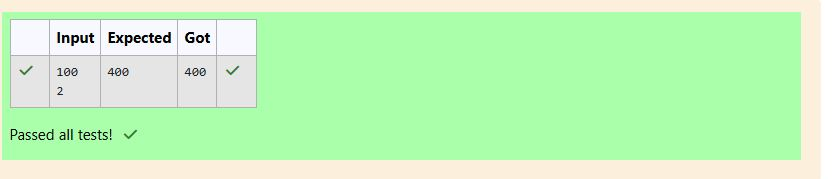 Input Expected Got
100 400 400
2
Passed all tests!